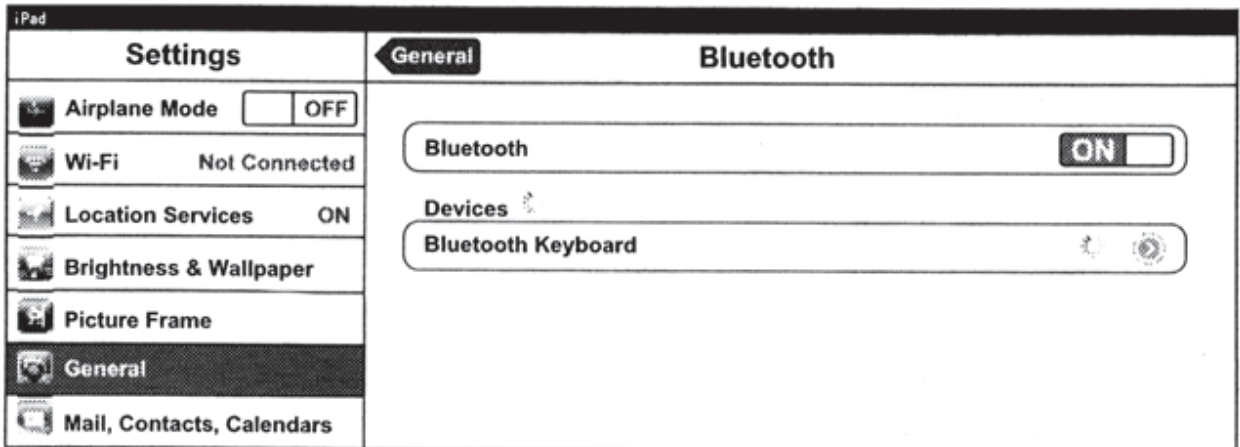 iPad
Settings
General
Bluetooth
Airplane Mode OFF
Wi-Fi Not Connected
Location Services ON
Brightness & Wallpaper
Picture Frame
General
Mail, Contacts, Calendars
Bluetooth ON
Devices
Bluetooth Keyboard